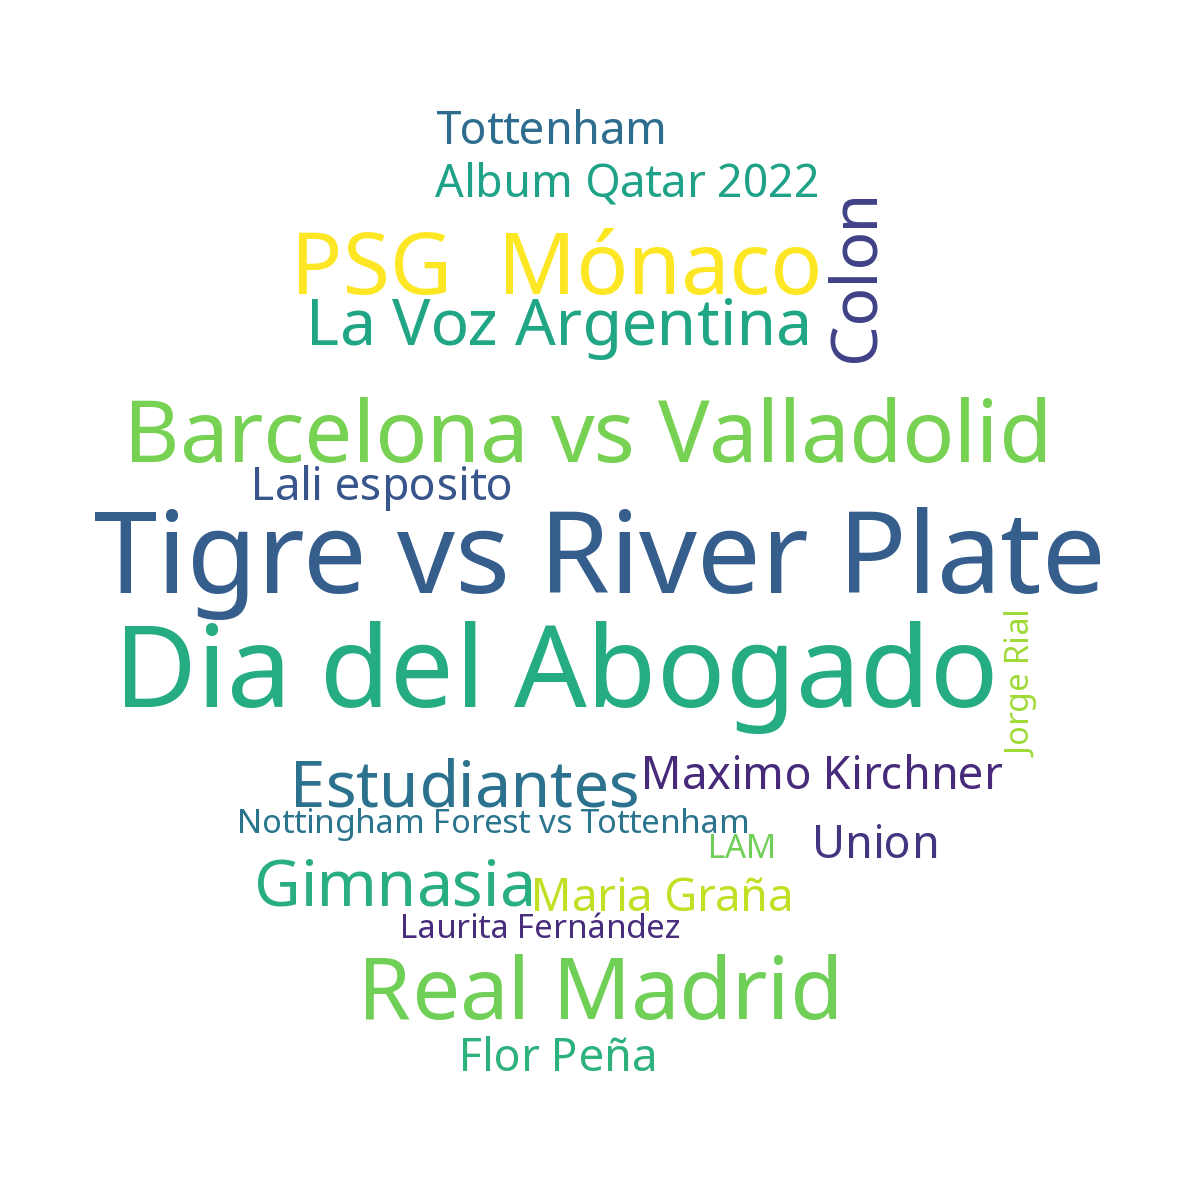 Tottenham
Album Qatar 2022
PSG  Mónaco
Colon
La Voz Argentina
Barcelona vs Valladolid
Lali esposito
Tigre vs River Plate
Dia del Abogado
Jorge Rial
Estudiantes
Maximo Kirchner
Nottingham Forest vs Tottenham
LAM
Union
Gimnasia
Maria Graña
Laurita Fernández
Real Madrid
Flor Peña